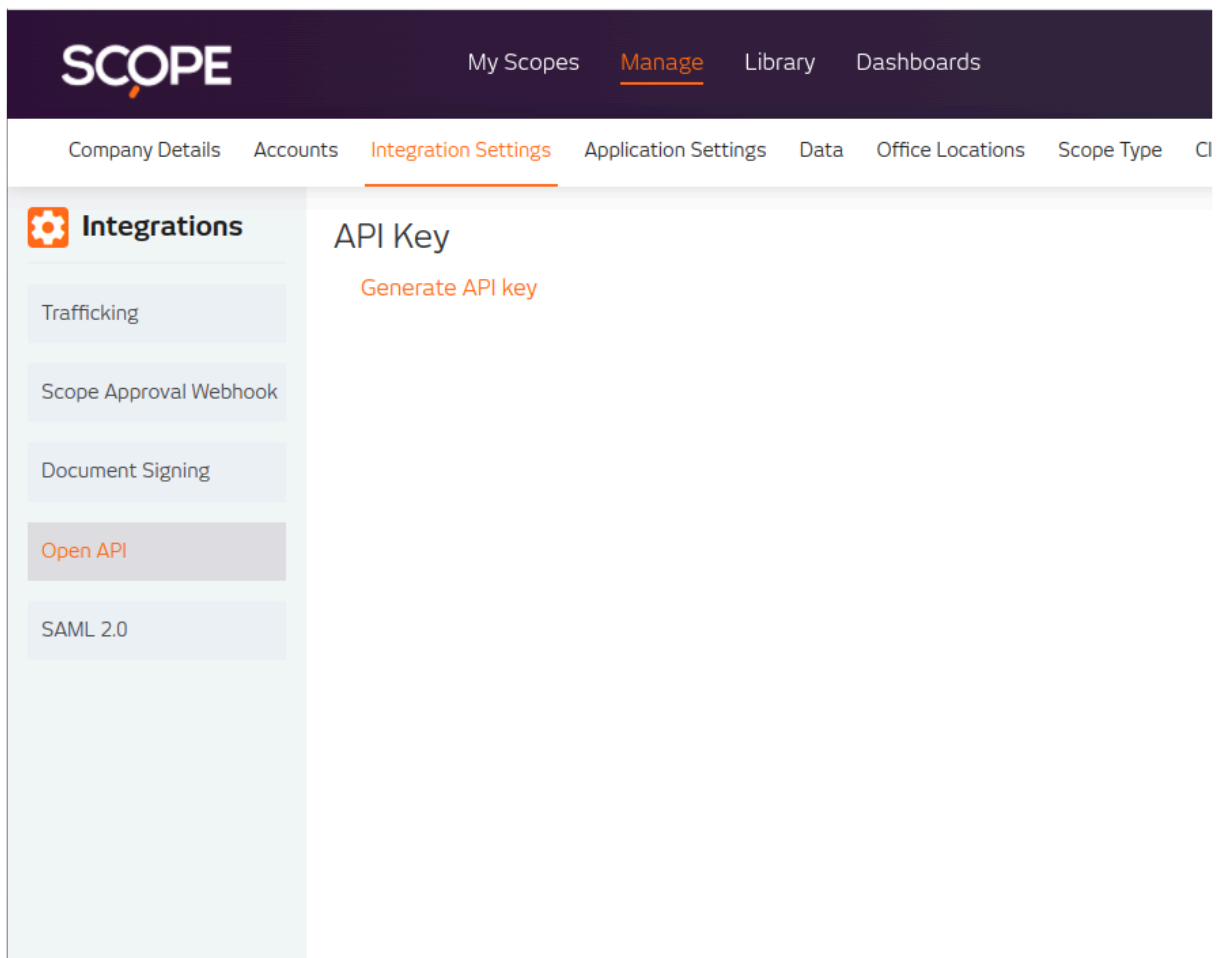 SCOPE
My Scopes Manage Library Dashboards
Company Details Accounts Integration Settings Application Settings Data Office Locations Scope Type Cl
Integrations
Trafficking
Scope Approval Webhook
Document Signing
Open API
SAML 2.0
API Key
Generate API key